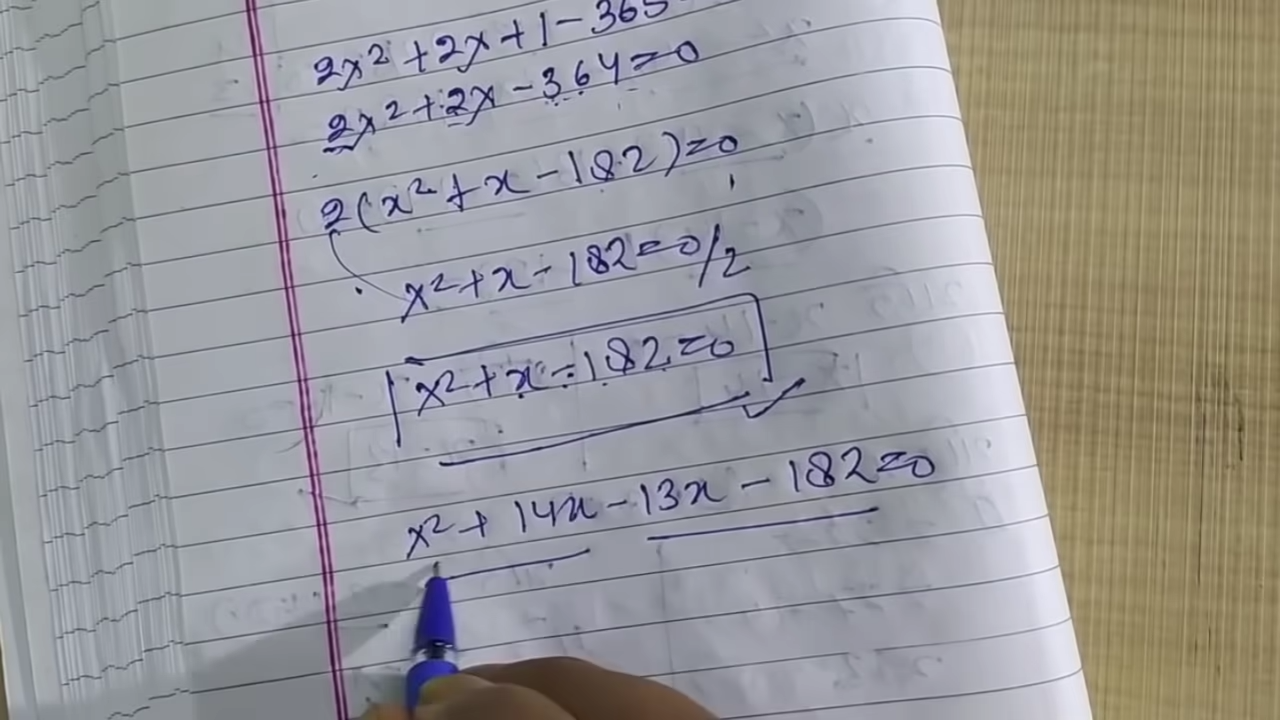 2x² + 2x + 1 - 365
2x² + 2x - 364 = 0
2(x² + x - 182) = 0
x² + x - 182 = 0/2
x² + x - 182 = 0
x² + 14x - 13x - 182 = 0